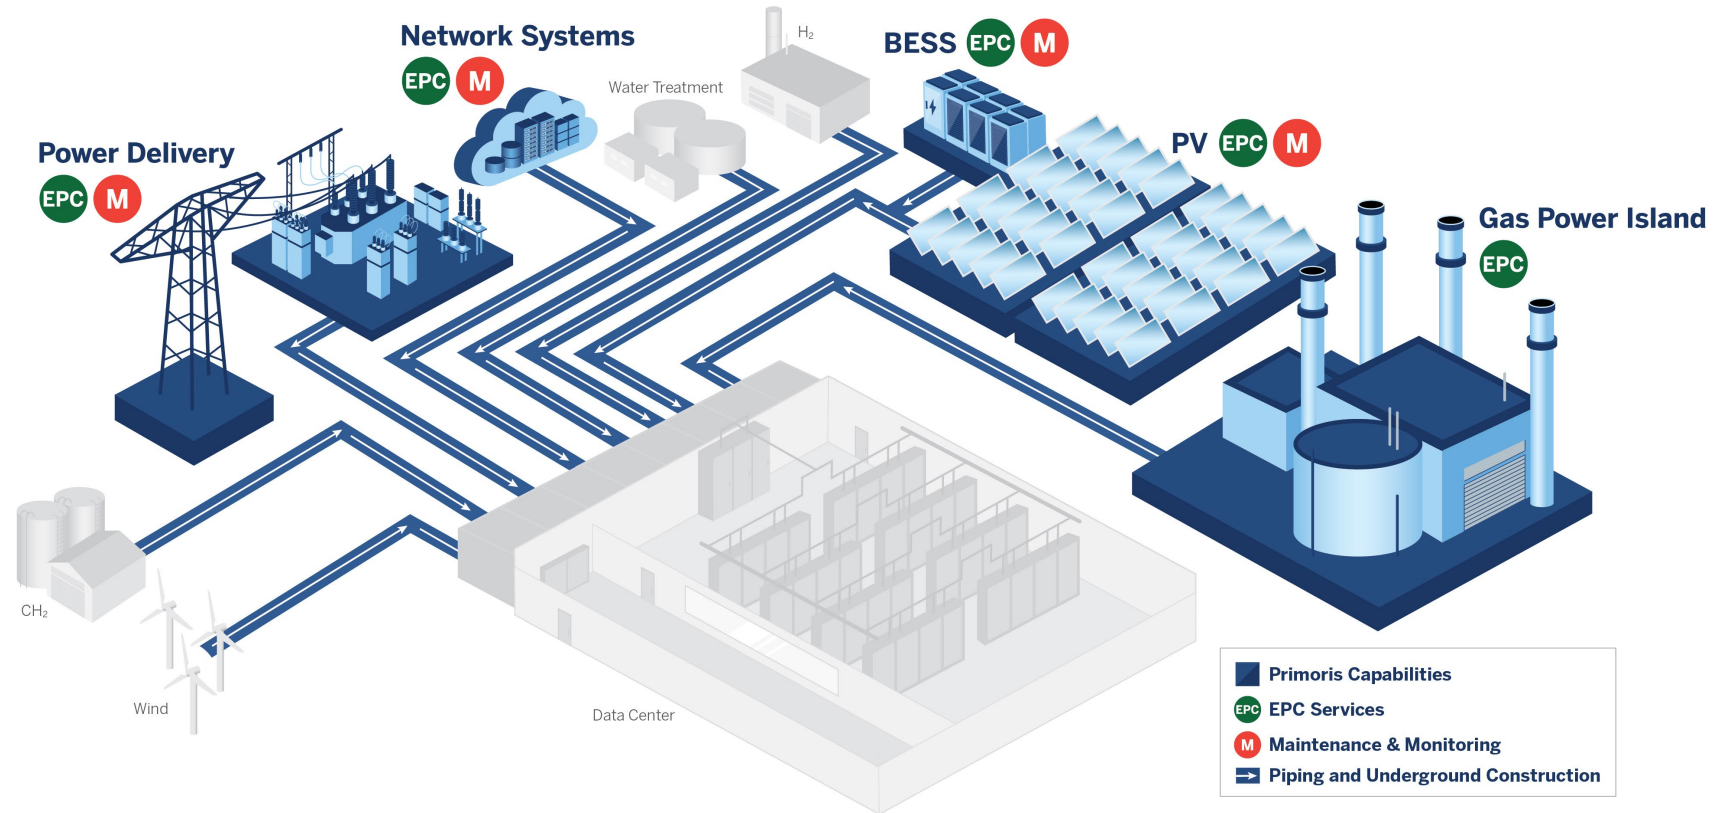 Network Systems
EPC M
H₂
BESS EPC M
Water Treatment
Power Delivery
EPC M
PV EPC M
Gas Power Island
EPC
CH₂
Wind
Data Center
Primoris Capabilities
EPC EPC Services
M Maintenance & Monitoring
Piping and Underground Construction